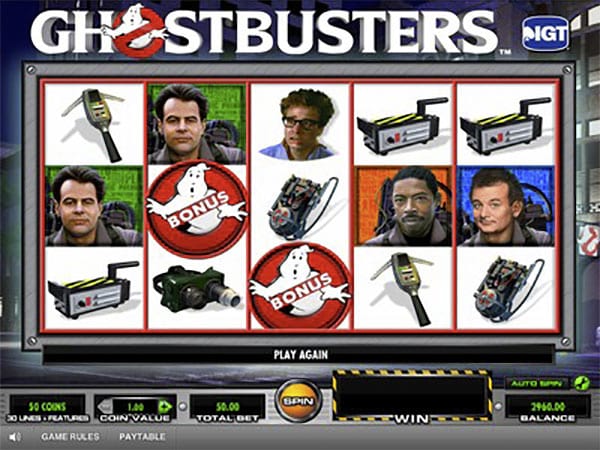 GHOSTBUSTERS™
IGT
BONUS
BONUS
PLAY AGAIN
AUTO SPIN
50 COINS
1.00
50.00
SPIN
2960.00
30 LINES + FEATURES
COIN VALUE
TOTAL BET
WIN
BALANCE
GAME RULES
PAYTABLE